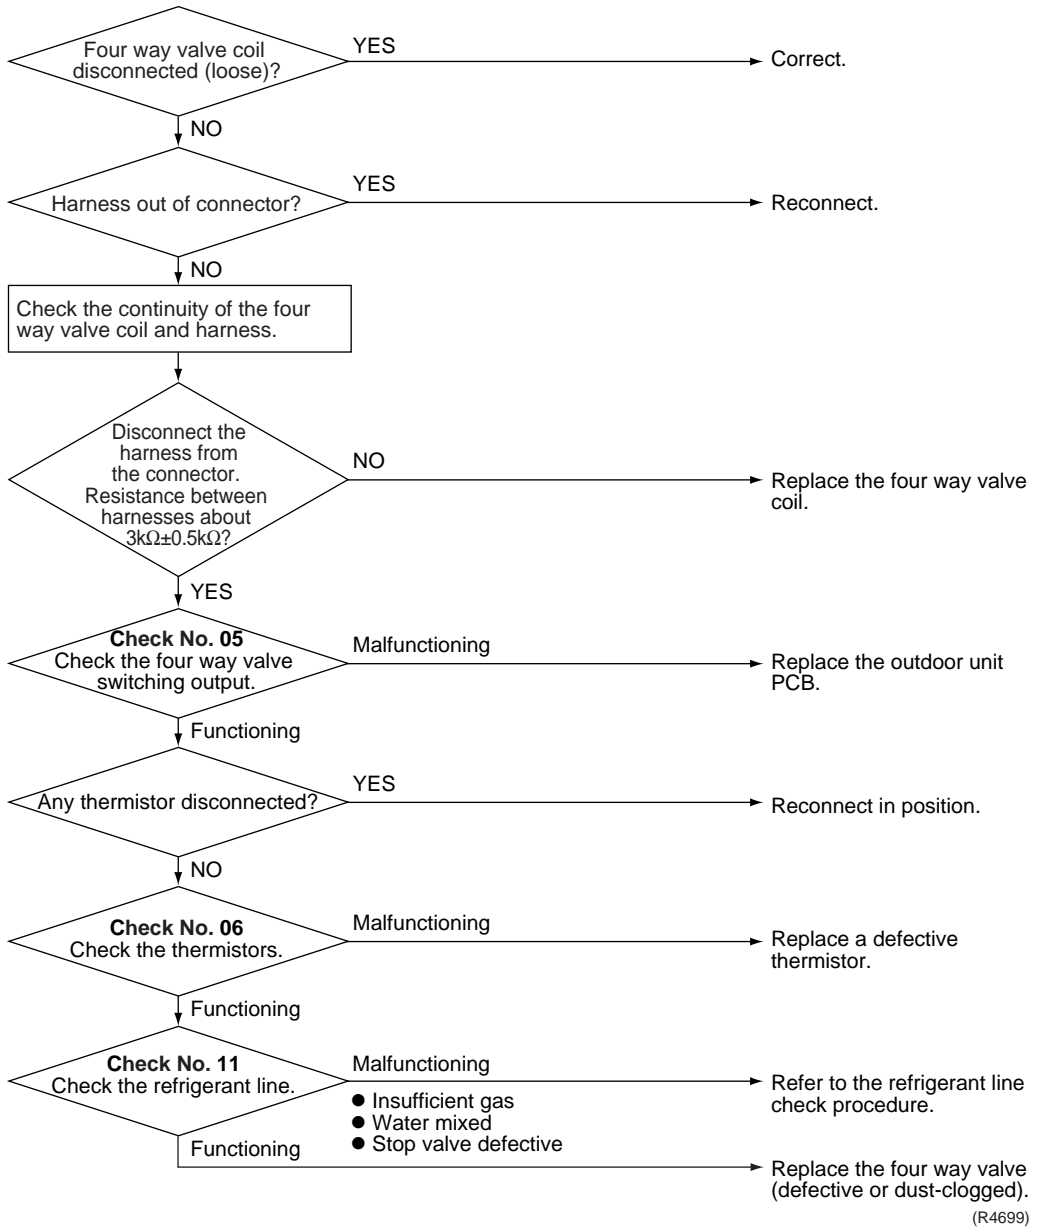 Four way valve coil
disconnected (loose)?
YES
Correct.
NO
Harness out of connector?
YES
Reconnect.
NO
Check the continuity of the four
way valve coil and harness.
Disconnect the
harness from
the connector.
Resistance between
harnesses about
3kΩ±0.5kΩ?
NO
Replace the four way valve
coil.
YES
Check No. 05
Check the four way valve
switching output.
Malfunctioning
Replace the outdoor unit
PCB.
Functioning
Any thermistor disconnected?
YES
Reconnect in position.
NO
Check No. 06
Check the thermistors.
Malfunctioning
Replace a defective
thermistor.
Functioning
Check No. 11
Check the refrigerant line.
Malfunctioning
● Insufficient gas
● Water mixed
● Stop valve defective
Refer to the refrigerant line
check procedure.
Functioning
Replace the four way valve
(defective or dust-clogged).
(R4699)